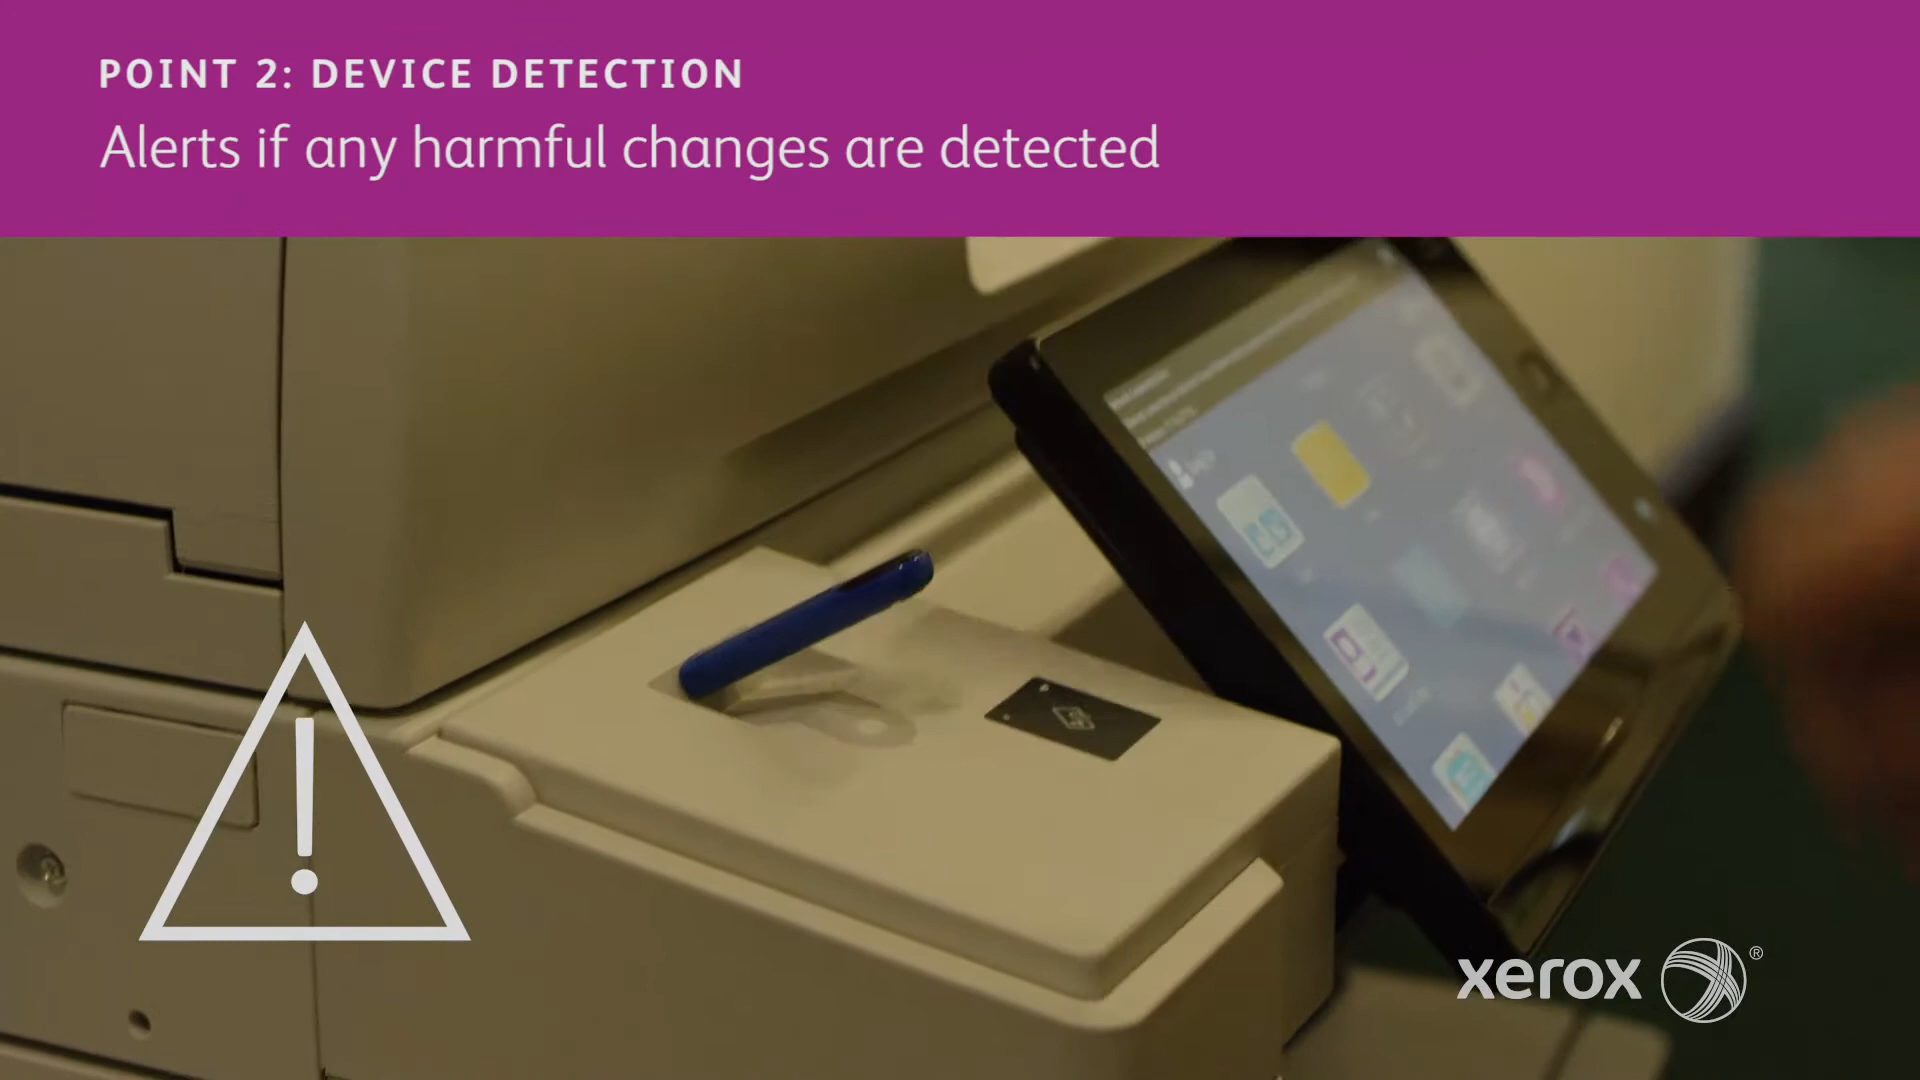 POINT 2: DEVICE DETECTION
Alerts if any harmful changes are detected
xerox ®